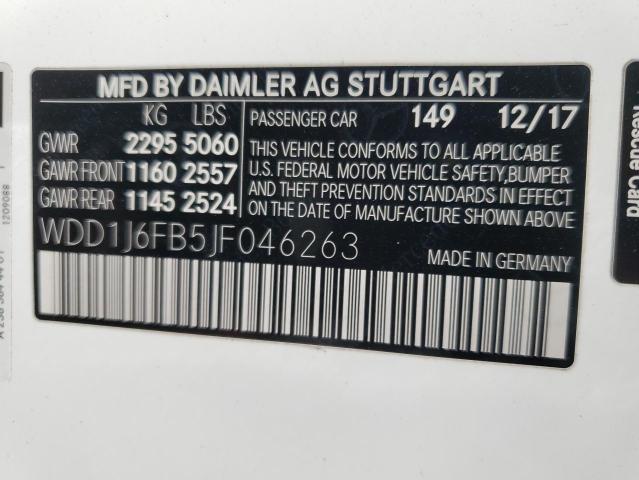 MFD BY DAIMLER AG STUTTGART
KG LBS
GVWR 2295 5060
GAWR FRONT 1160 2557
GAWR REAR 1145 2524
PASSENGER CAR 149 12/17
THIS VEHICLE CONFORMS TO ALL APPLICABLE
U.S. FEDERAL MOTOR VEHICLE SAFETY, BUMPER
AND THEFT PREVENTION STANDARDS IN EFFECT
ON THE DATE OF MANUFACTURE SHOWN ABOVE.
WDD1J6FB5JF046263
MADE IN GERMANY
1209088
Rescue Card